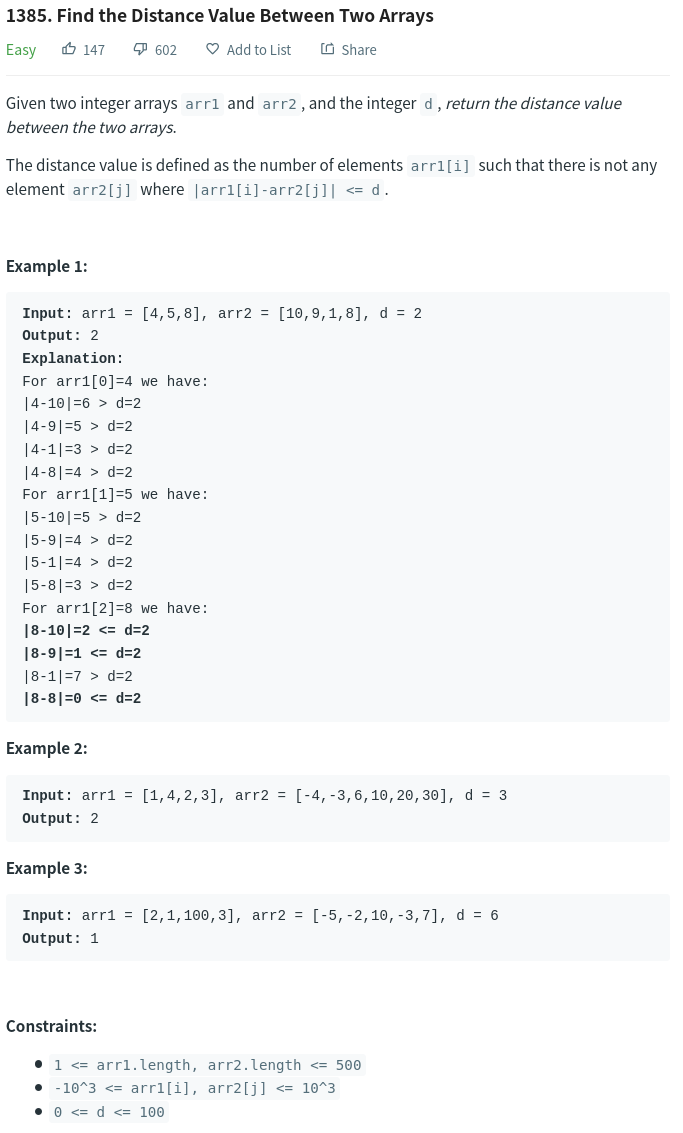 1385. Find the Distance Value Between Two Arrays
Easy 147 602 Add to List Share
Given two integer arrays arr1 and arr2, and the integer d, return the distance value
between the two arrays.
The distance value is defined as the number of elements arr1[i] such that there is not any
element arr2[j] where |arr1[i]-arr2[j]| <= d.
Example 1:
Input: arr1 = [4,5,8], arr2 = [10,9,1,8], d = 2
Output: 2
Explanation:
For arr1[0]=4 we have:
|4-10|=6 > d=2
|4-9|=5 > d=2
|4-1|=3 > d=2
|4-8|=4 > d=2
For arr1[1]=5 we have:
|5-10|=5 > d=2
|5-9|=4 > d=2
|5-1|=4 > d=2
|5-8|=3 > d=2
For arr1[2]=8 we have:
|8-10|=2 <= d=2
|8-9|=1 <= d=2
|8-1|=7 > d=2
|8-8|=0 <= d=2
Example 2:
Input: arr1 = [1,4,2,3], arr2 = [-4,-3,6,10,20,30], d = 3
Output: 2
Example 3:
Input: arr1 = [2,1,100,3], arr2 = [-5,-2,10,-3,7], d = 6
Output: 1
Constraints:
1 <= arr1.length, arr2.length <= 500
-10^3 <= arr1[i], arr2[j] <= 10^3
0 <= d <= 100